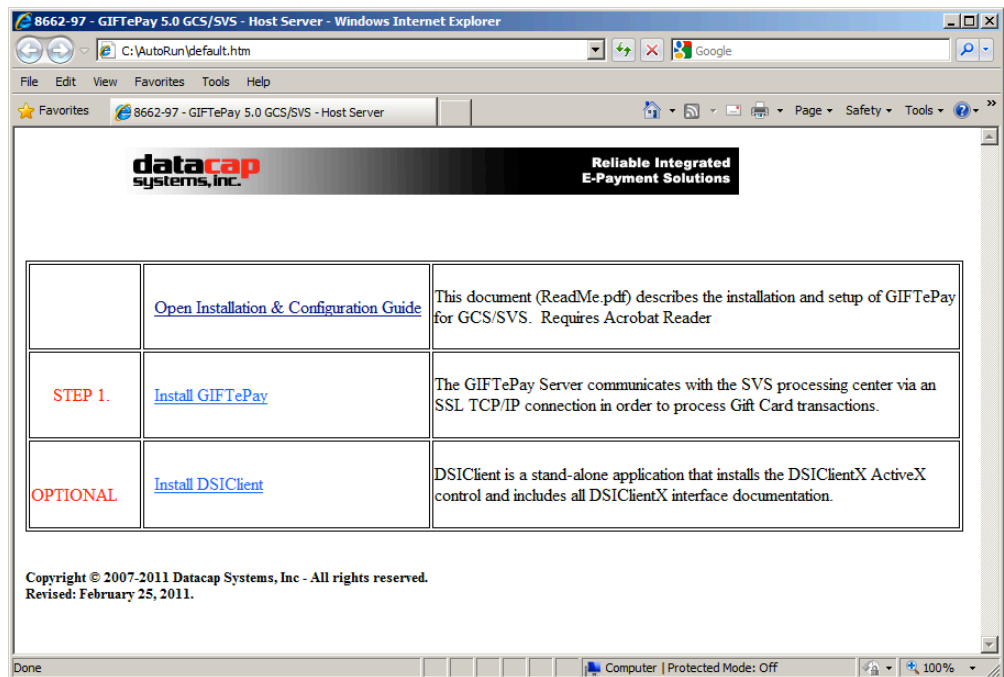 8662-97 - GIFTePay 5.0 GCS/SVS - Host Server - Windows Internet Explorer
C:\AutoRun\default.htm
Google
File Edit View Favorites Tools Help
Favorites
8662-97 - GIFTePay 5.0 GCS/SVS - Host Server
Page Safety Tools
datacap
systems, inc.
Reliable Integrated
E-Payment Solutions
Open Installation & Configuration Guide
This document (ReadMe.pdf) describes the installation and setup of GIFTePay
for GCS/SVS. Requires Acrobat Reader
STEP 1.
Install GIFTePay
The GIFTePay Server communicates with the SVS processing center via an
SSL TCP/IP connection in order to process Gift Card transactions.
OPTIONAL
Install DSIClient
DSIClient is a stand-alone application that installs the DSIClientX ActiveX
control and includes all DSIClientX interface documentation.
Copyright © 2007-2011 Datacap Systems, Inc - All rights reserved.
Revised: February 25, 2011.
Done
Computer | Protected Mode: Off
100%